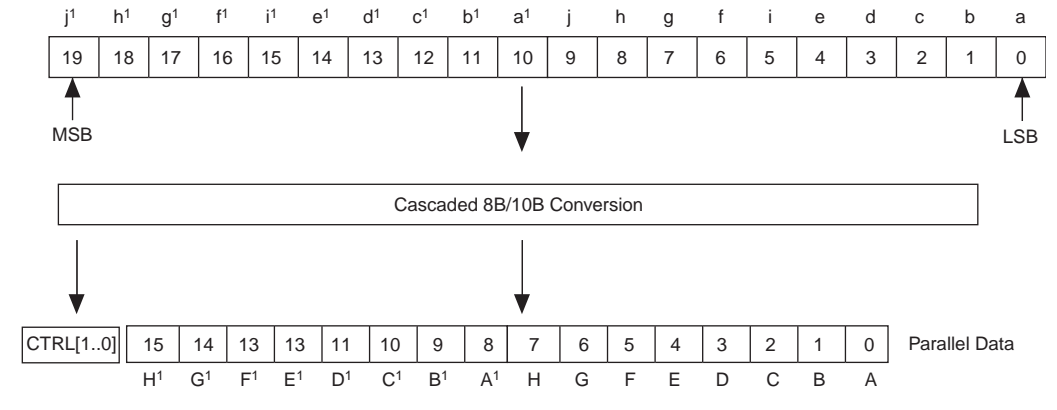 j¹ h¹ g¹ f¹ i¹ e¹ d¹ c¹ b¹ a¹ j h g f i e d c b a
19 18 17 16 15 14 13 12 11 10 9 8 7 6 5 4 3 2 1 0
MSB LSB
Cascaded 8B/10B Conversion
CTRL[1..0] 15 14 13 13 11 10 9 8 7 6 5 4 3 2 1 0 Parallel Data
H¹ G¹ F¹ E¹ D¹ C¹ B¹ A¹ H G F E D C B A